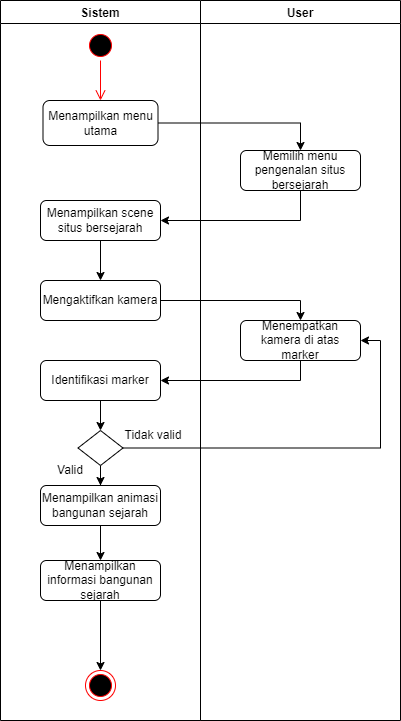 Sistem
User
Menampilkan menu
utama
Memilih menu
pengenalan situs
bersejarah
Menampilkan scene
situs bersejarah
Mengaktifkan kamera
Menempatkan
kamera di atas
marker
Identifikasi marker
Tidak valid
Valid
Menampilkan animasi
bangunan sejarah
Menampilkan
informasi bangunan
sejarah